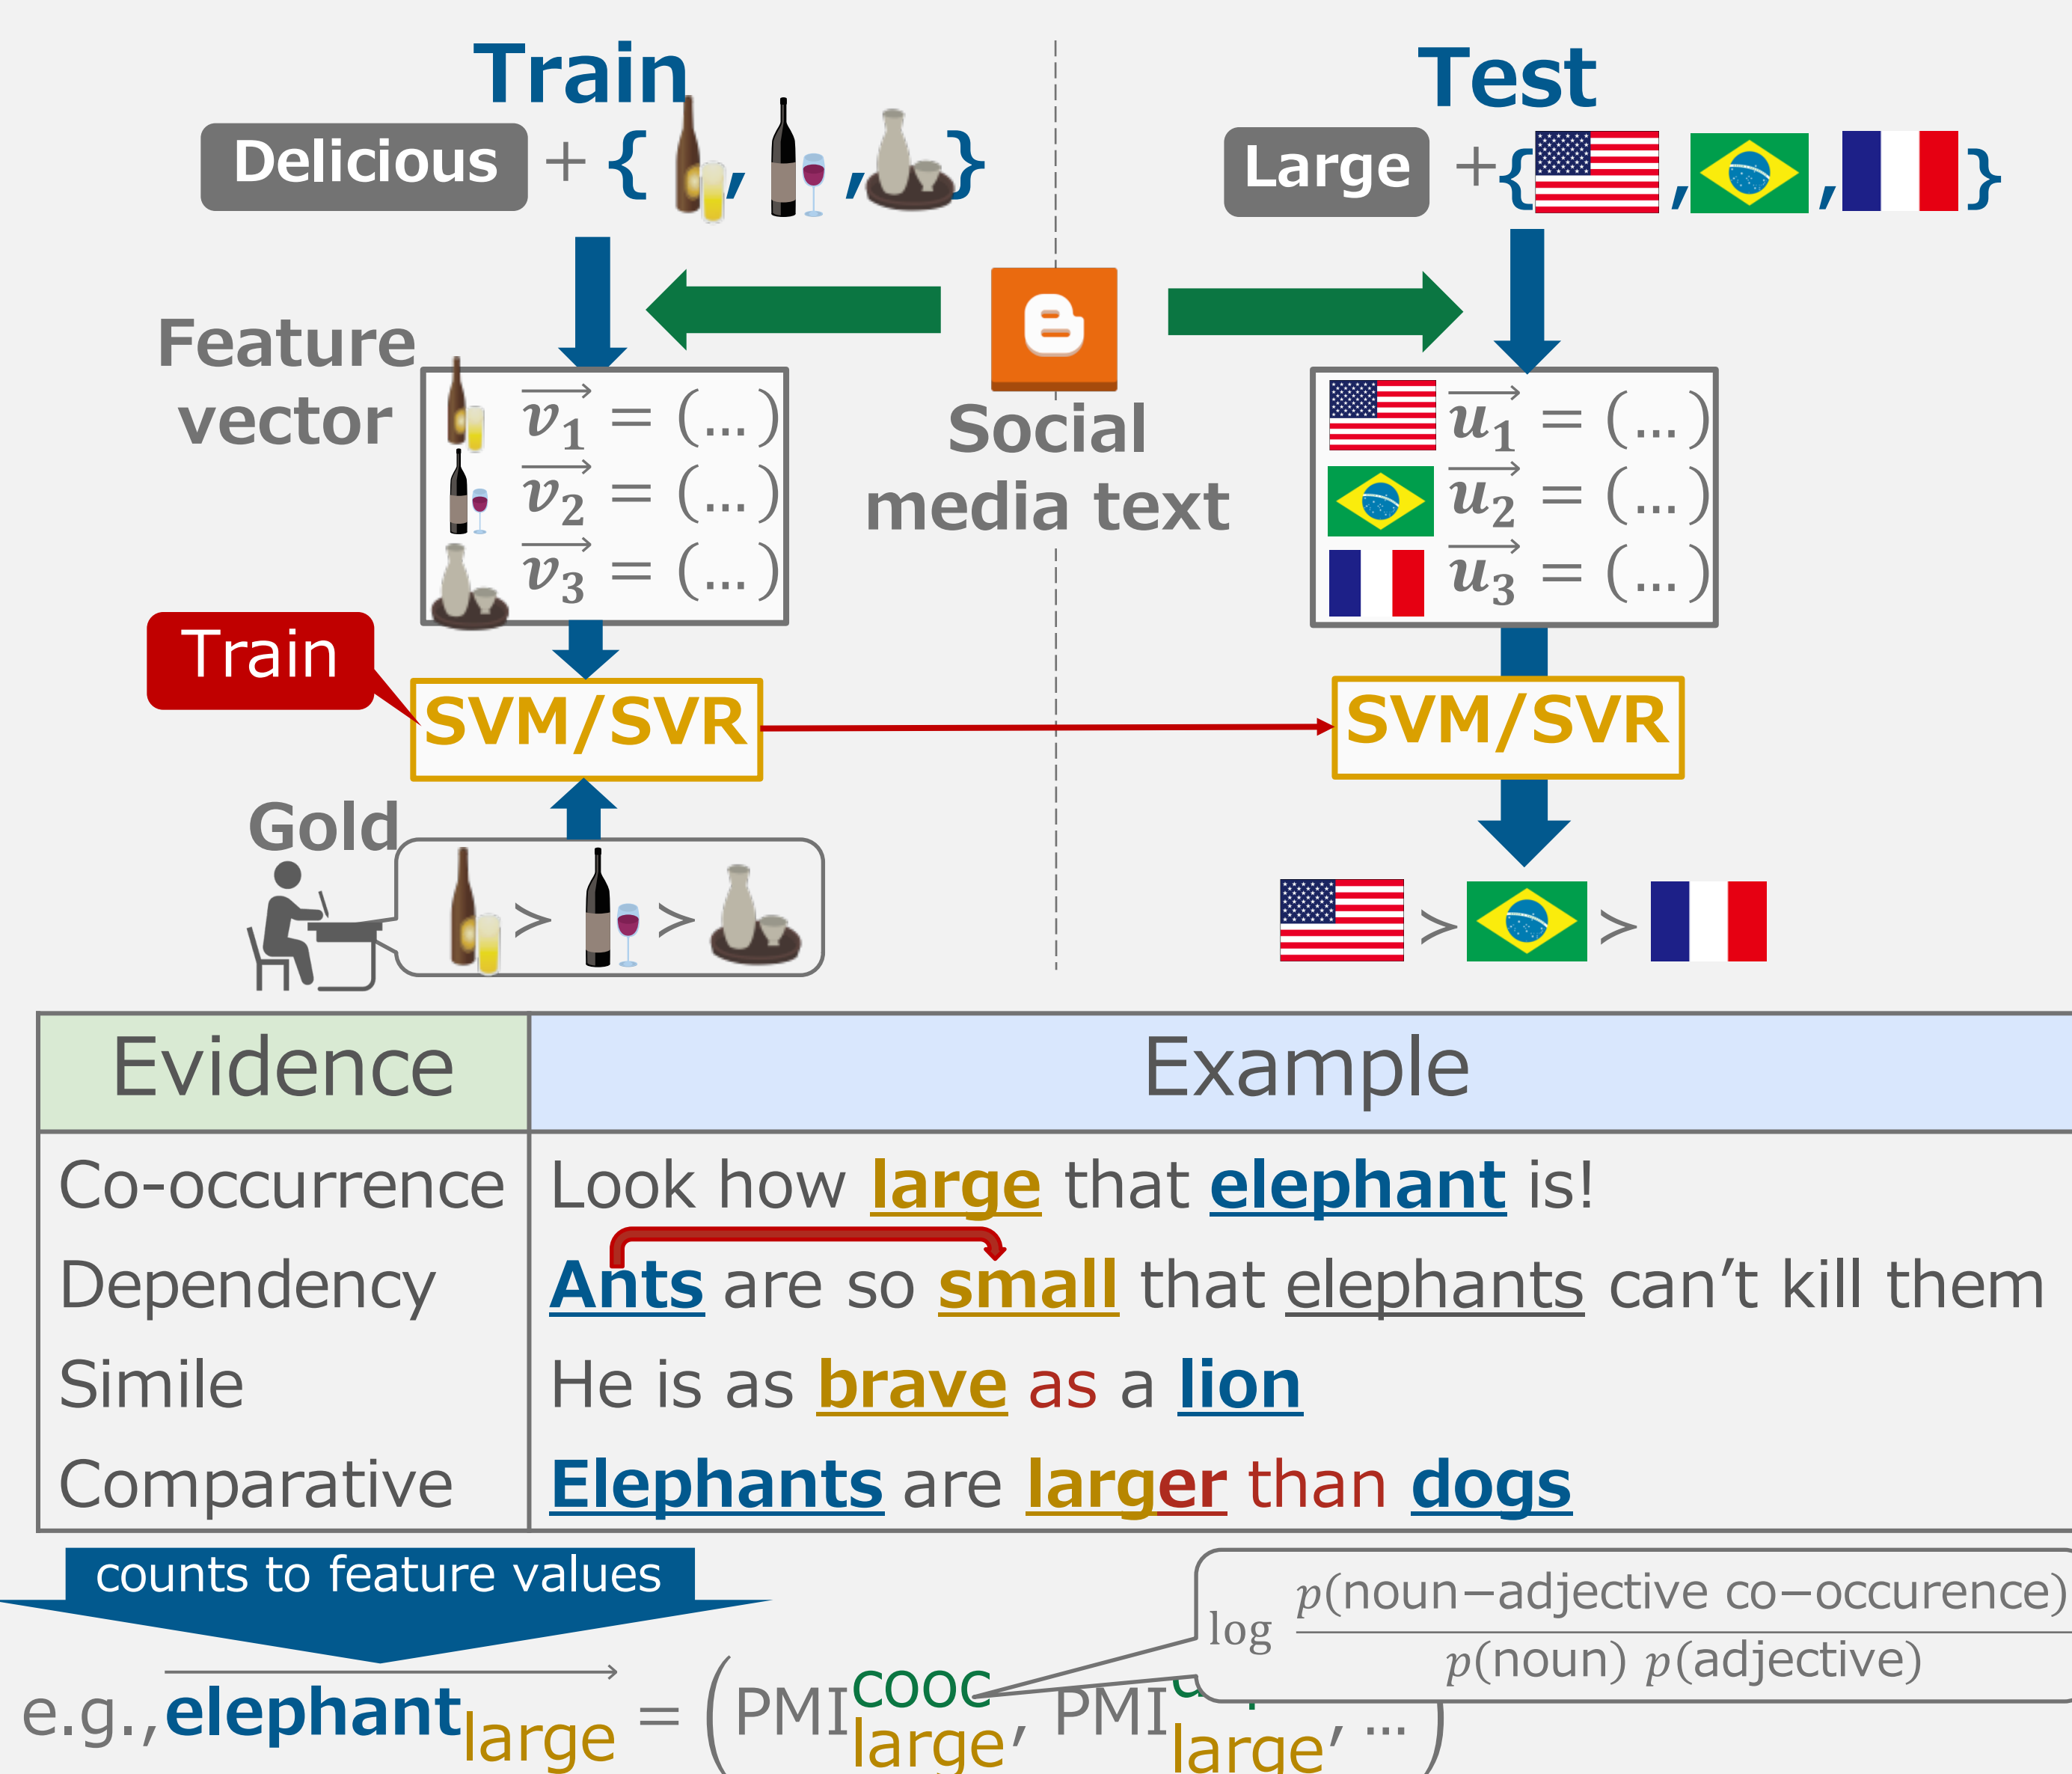 Train
Test
Delicious + { , , }
Large + { , , }
Feature
vector
v₁ = (...)
v₂ = (...)
v₃ = (...)
Social
media text
u₁ = (...)
u₂ = (...)
u₃ = (...)
Train
SVM/SVR
SVM/SVR
Gold
≻ ≻
≻ ≻
Evidence Example
Co-occurrence Look how large that elephant is!
Dependency Ants are so small that elephants can’t kill them
Simile He is as brave as a lion
Comparative Elephants are larger than dogs
counts to feature values
log p(noun−adjective co−occurence)
p(noun) p(adjective)
e.g., elephant large = (PMI cooc large, PMI large, ...)